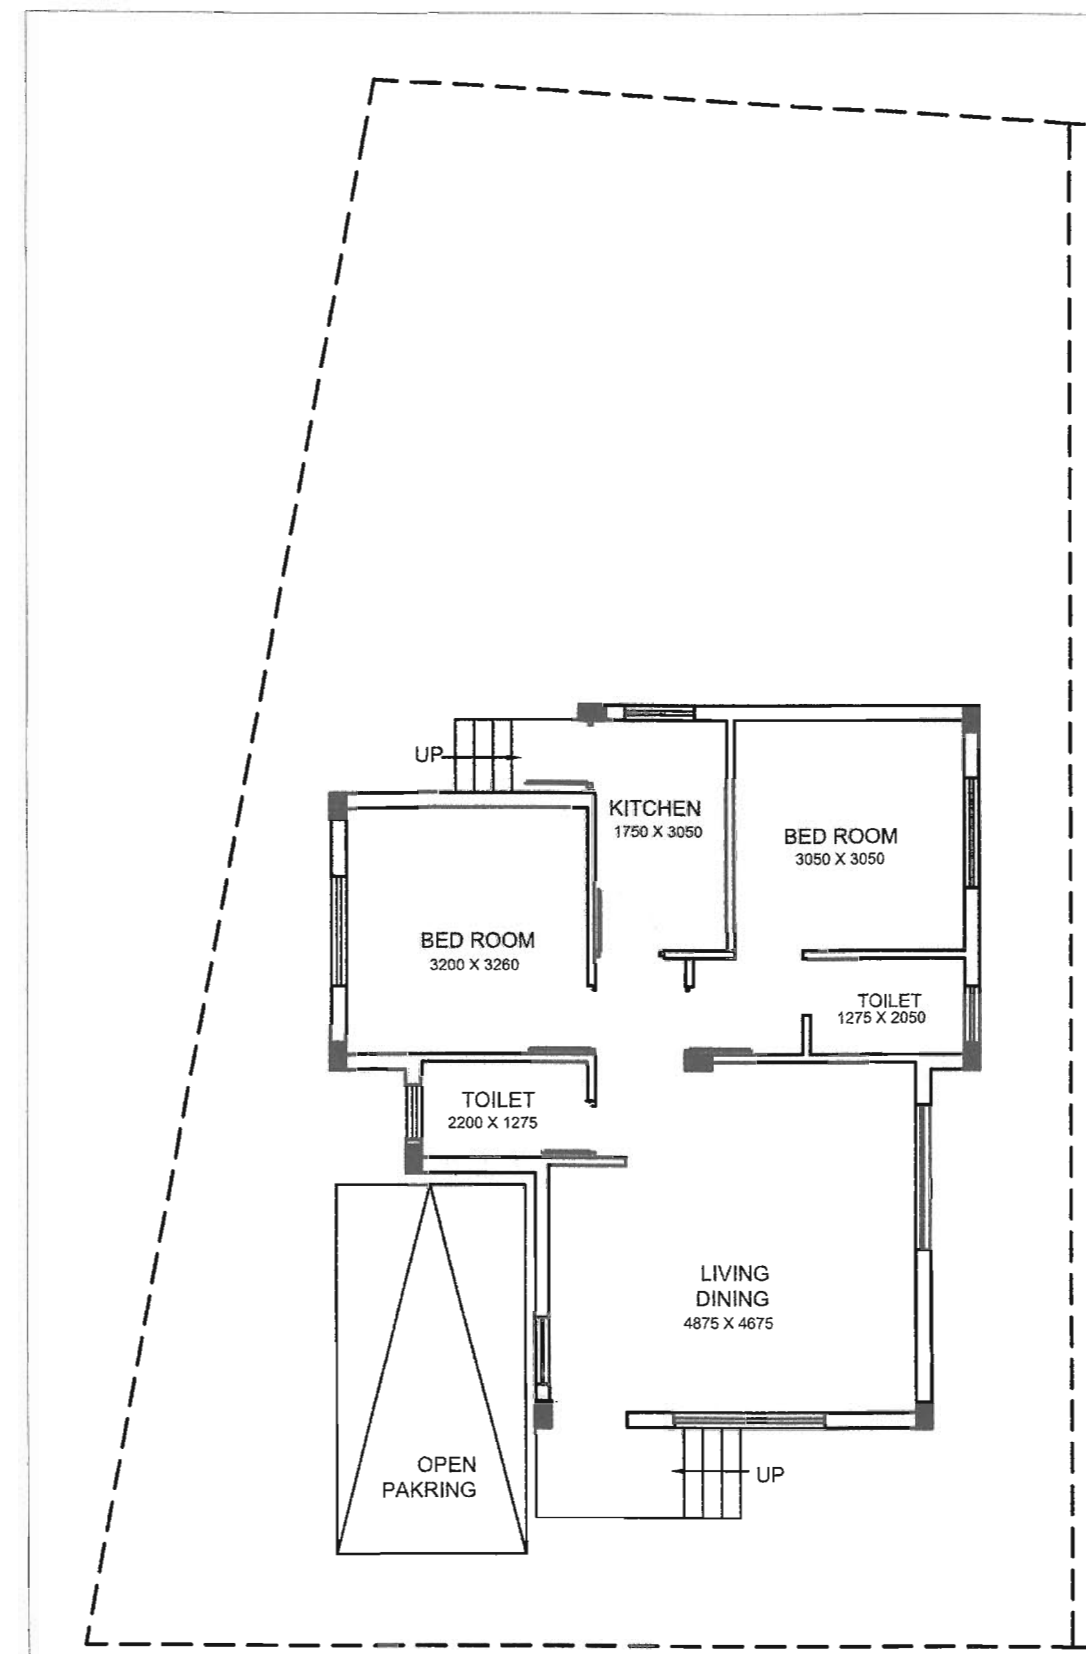 UP
KITCHEN
1750 X 3050
BED ROOM
3050 X 3050
BED ROOM
3200 X 3260
TOILET
1275 X 2050
TOILET
2200 X 1275
LIVING
DINING
4875 X 4675
OPEN
PAKRING
UP